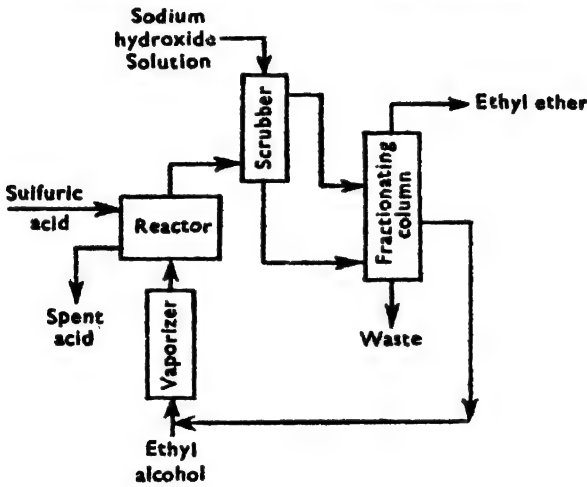 Sodium
hydroxide
Solution
Scrubber
Ethyl ether
Fractionating
column
Sulfuric
acid
Reactor
Spent
acid
Vaporizer
Waste
Ethyl
alcohol